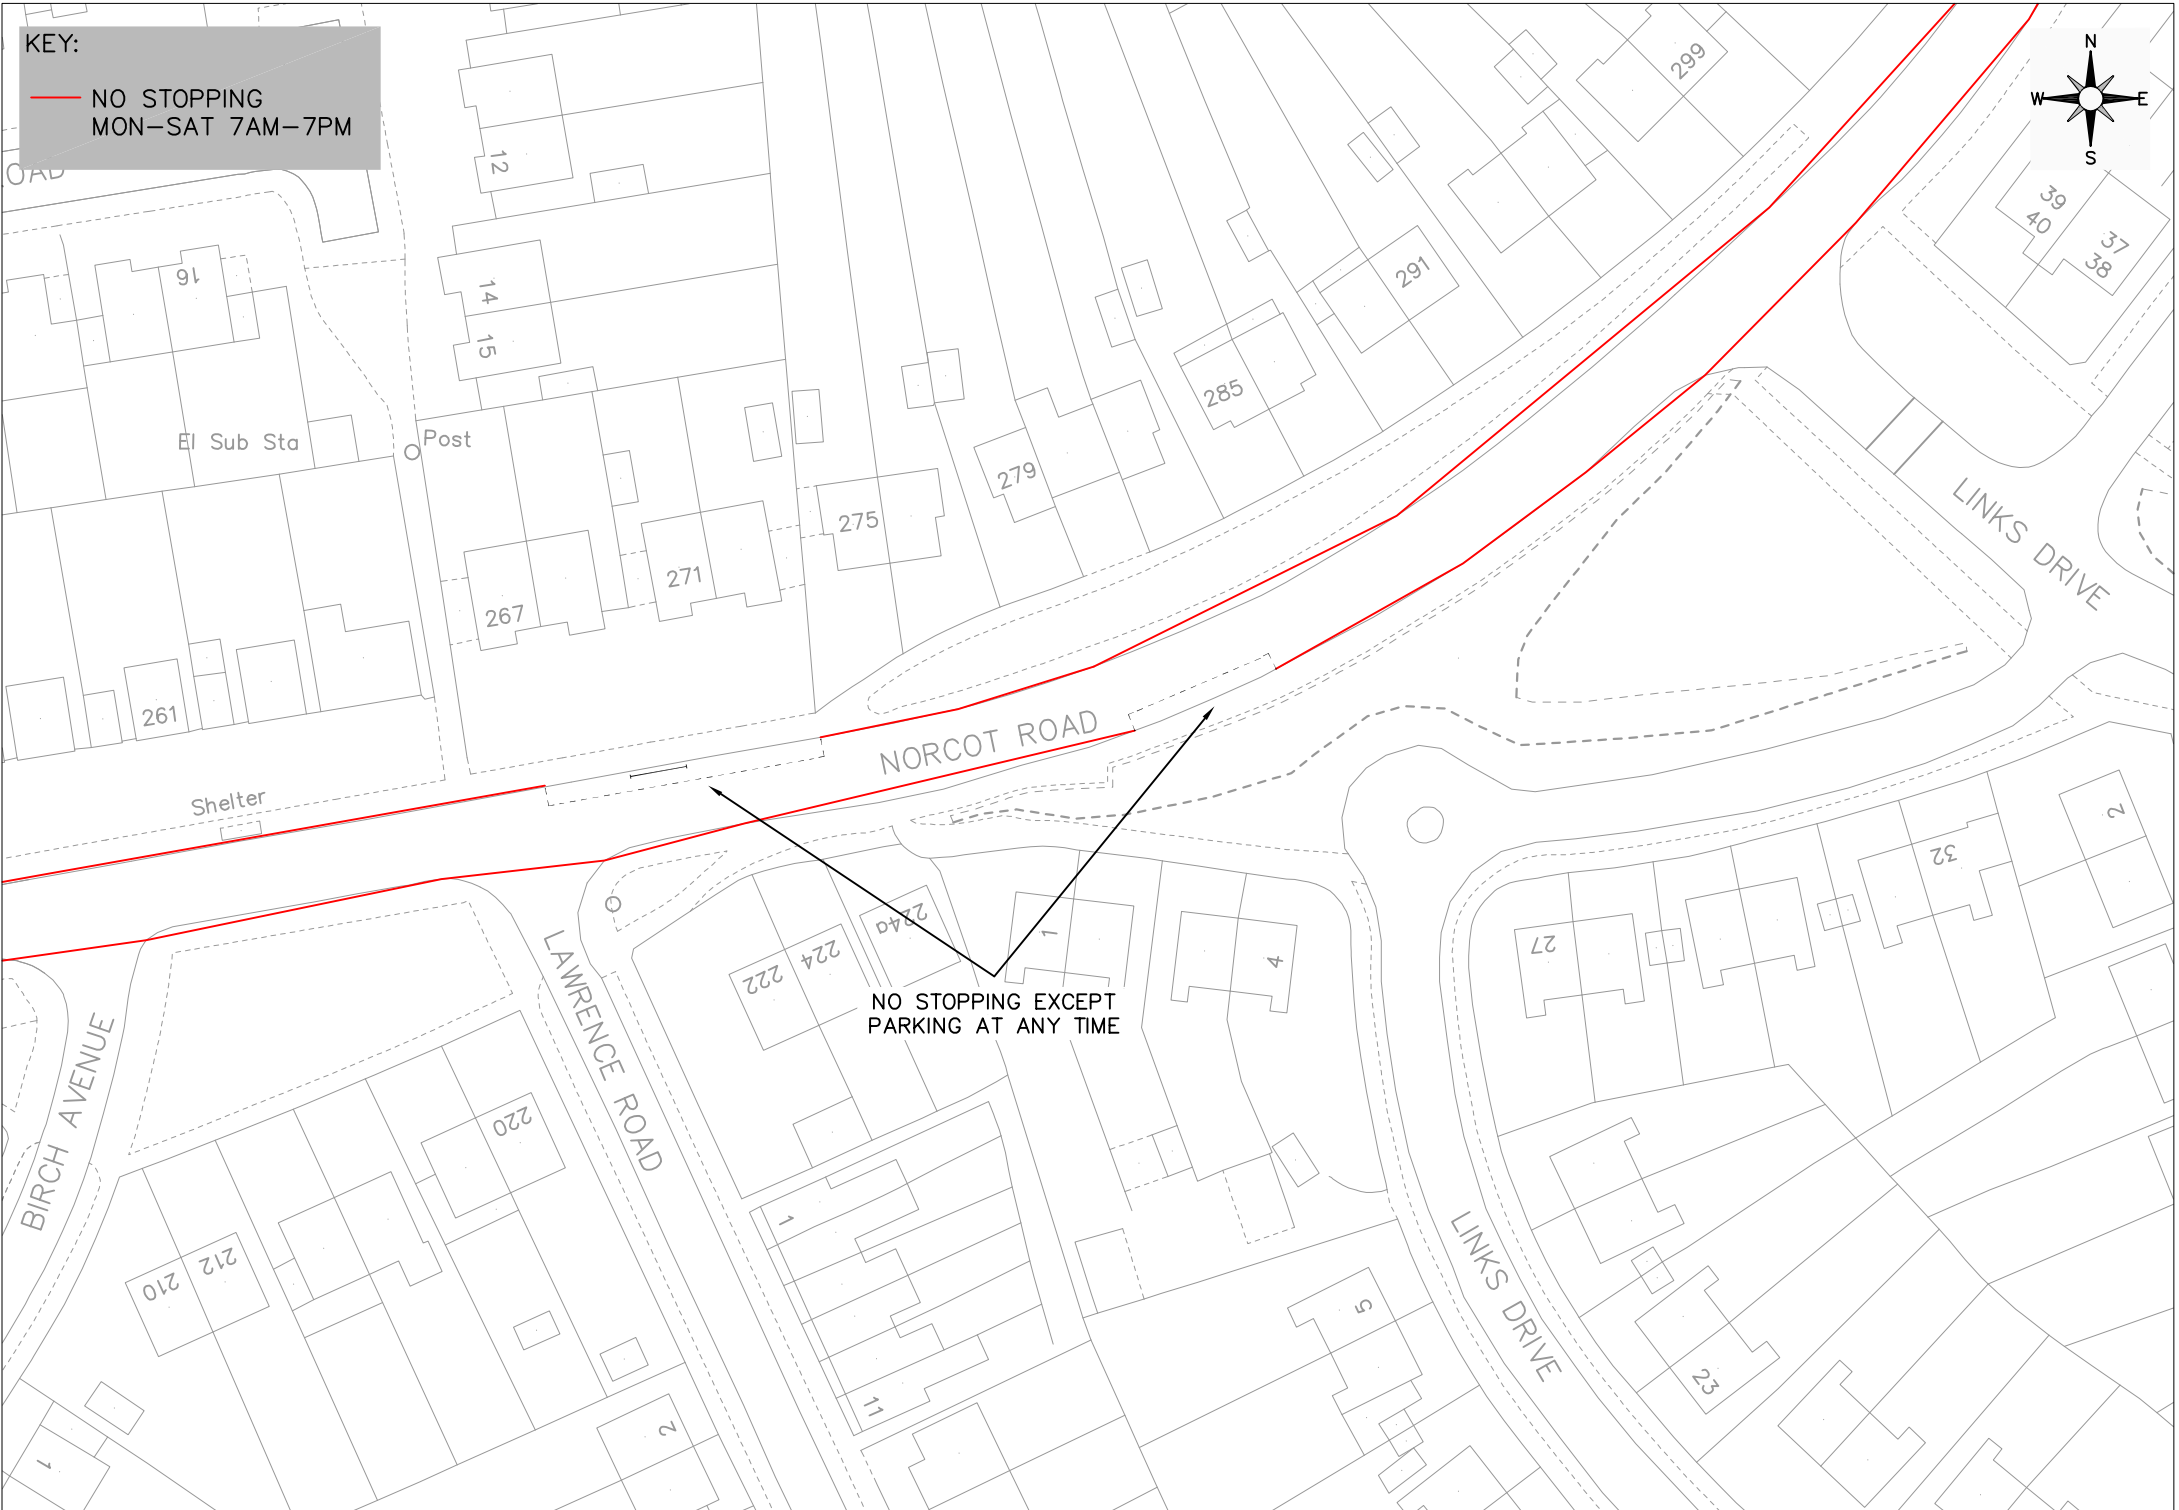 KEY:
NO STOPPING
MON-SAT 7AM-7PM
OAD
N
W E
S
12
14
15
16
El Sub Sta
Post
299
291
285
279
275
271
267
261
39
40
37
38
LINKS DRIVE
NORCOT ROAD
Shelter
NO STOPPING EXCEPT
PARKING AT ANY TIME
222
224
224a
1
4
27
32
2
LAWRENCE ROAD
BIRCH AVENUE
220
210
212
1
11
2
1
5
23
LINKS DRIVE